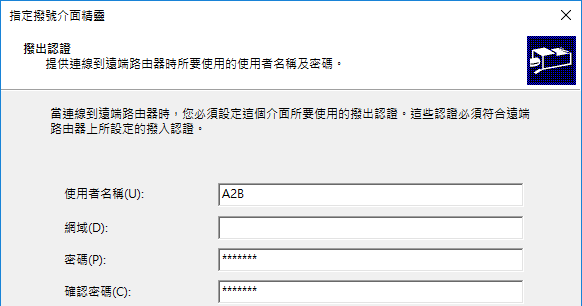 指定撥號介面精靈
撥出認證
提供連線到遠端路由器時所要使用的使用者名稱及密碼。
當連線到遠端路由器時，您必須設定這個介面所要使用的撥出認證。這些認證必須符合遠端
路由器上所設定的撥入認證。
使用者名稱(U): A2B
網域(D):
密碼(P): *******
確認密碼(C): *******